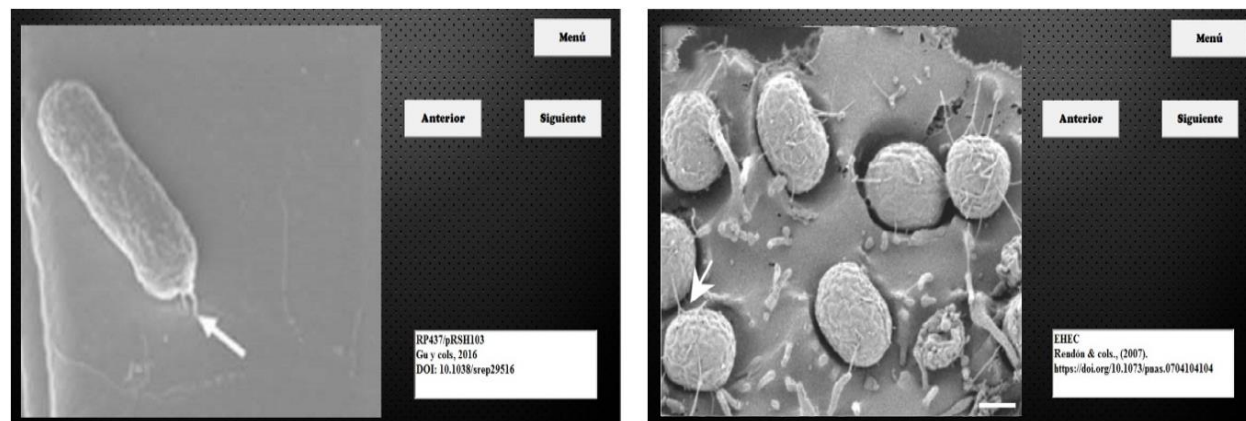 Menú
Anterior
Siguiente
RP437/pRSH103
Gu y cols, 2016
DOI: 10.1038/srep29516
Menú
Anterior
Siguiente
EHEC
Rendón & cols., (2007).
https://doi.org/10.1073/pnas.0704104104